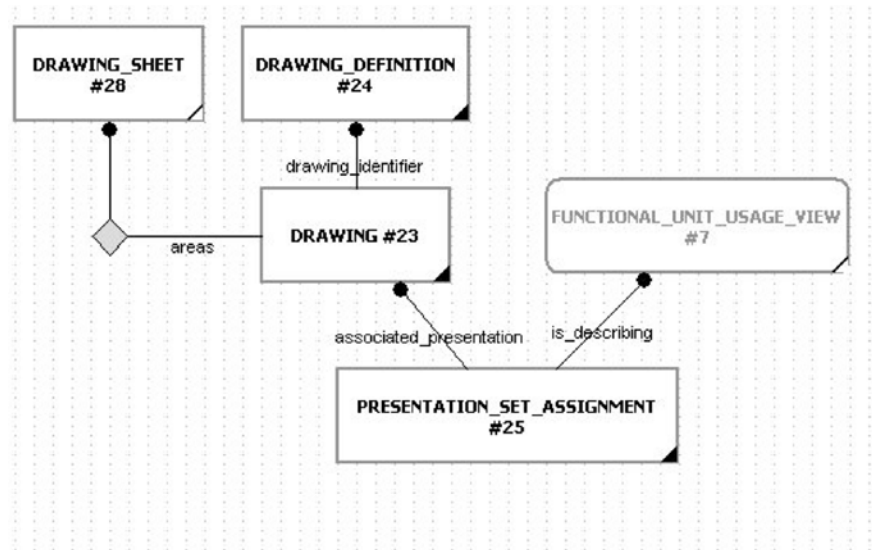 DRAWING_SHEET
#28
DRAWING_DEFINITION
#24
drawing_identifier
DRAWING #23
areas
FUNCTIONAL_UNIT_USAGE_VIEW
#7
associated_presentation
is_describing
PRESENTATION_SET_ASSIGNMENT
#25